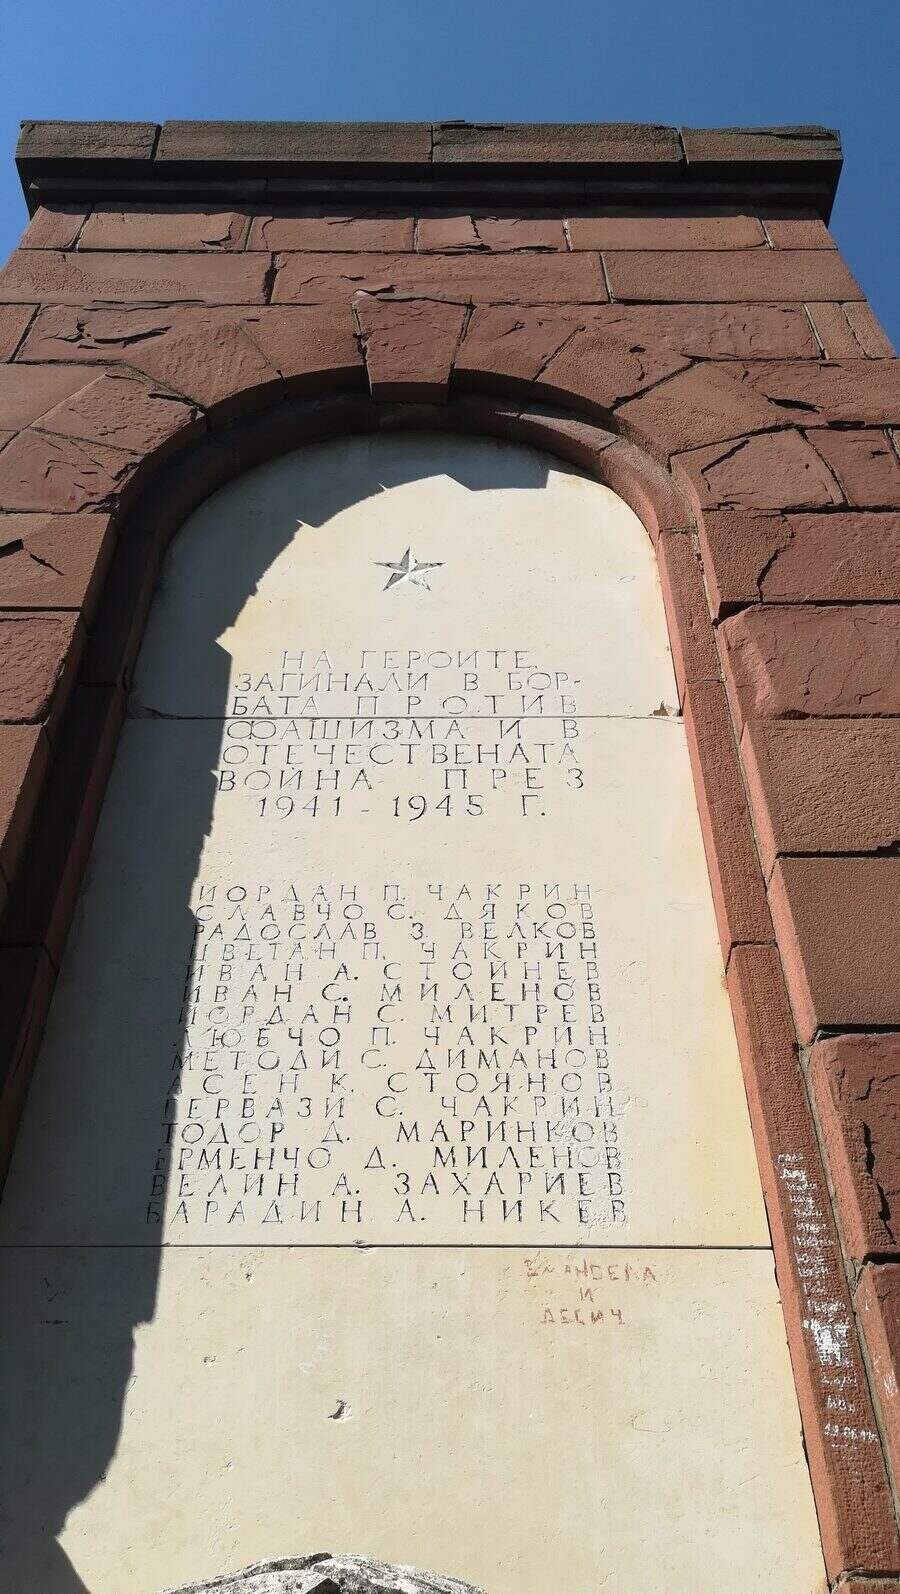 НА ГЕРОИТЕ,
ЗАГИНАЛИ В БОР-
БАТА ПРОТИВ
ФАШИЗМА И В
ОТЕЧЕСТВЕНАТА
ВОЙНА ПРЕЗ
1941 - 1945 Г.
ЙОРДАН П. ЧАКРИН
СЛАВЧО С. ДЯКОВ
РАДОСЛАВ З. ВЕЛКОВ
ЦВЕТАН П. ЧАКРИН
ИВАН А. СТОЙНЕВ
ИВАН С. МИЛЕНОВ
ЙОРДАН С. МИТРЕВ
ЛЮБЧО П. ЧАКРИН
МЕТОДИ С. ДИМАНОВ
АСЕН К. СТОЯНОВ
ГЕРВАЗИ С. ЧАКРИН
ТОДОР Д. МАРИНКОВ
ЕРМЕНЧО Д. МИЛЕНОВ
ВЕЛИН А. ЗАХАРИЕВ
БАРАДИН А. НИКЕВ
И